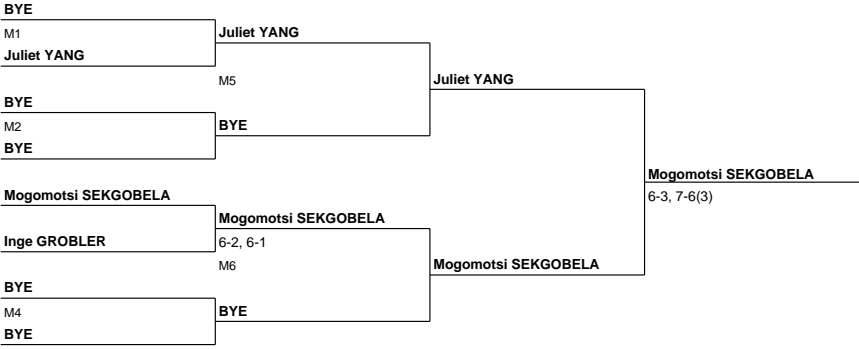 BYE
M1
Juliet YANG
Juliet YANG
M5
BYE
M2
BYE
BYE
Juliet YANG
Mogomotsi SEKGOBELA
Inge GROBLER
Mogomotsi SEKGOBELA
6-2, 6-1
M6
BYE
M4
BYE
BYE
Mogomotsi SEKGOBELA
Mogomotsi SEKGOBELA
6-3, 7-6(3)